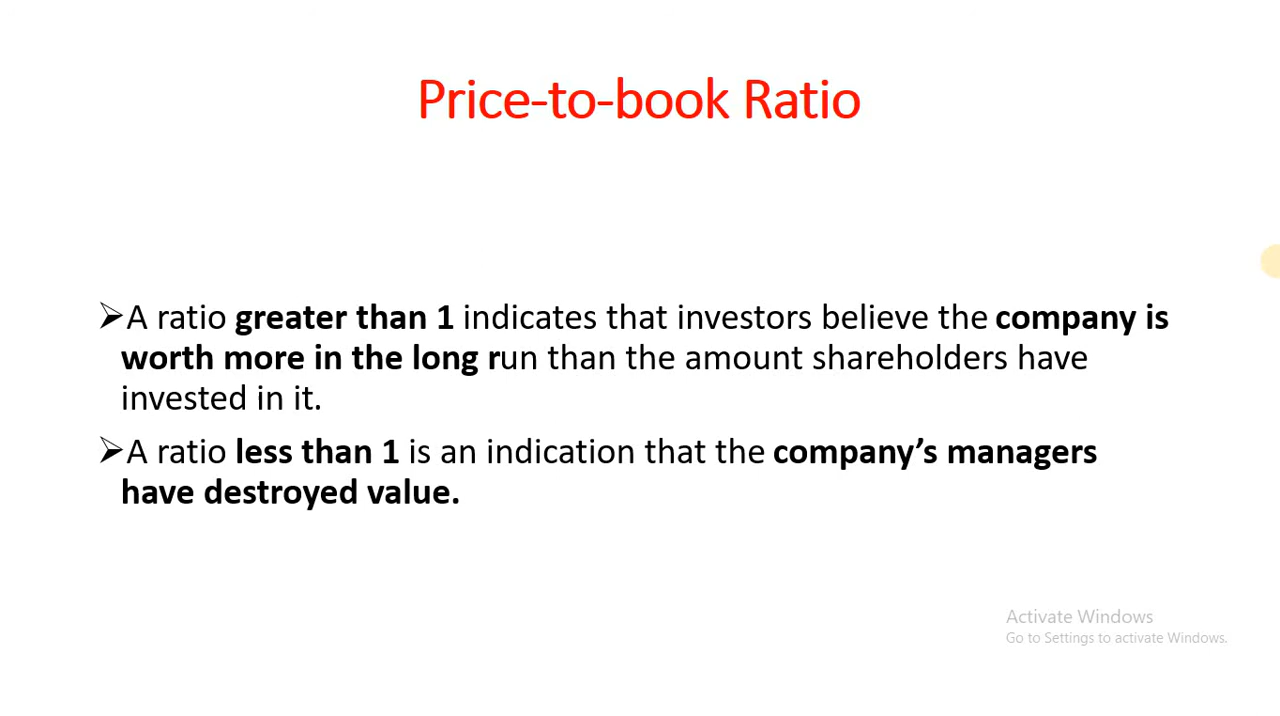 Price-to-book Ratio
➢A ratio greater than 1 indicates that investors believe the company is
worth more in the long run than the amount shareholders have
invested in it.
➢A ratio less than 1 is an indication that the company’s managers
have destroyed value.
Activate Windows
Go to Settings to activate Windows.